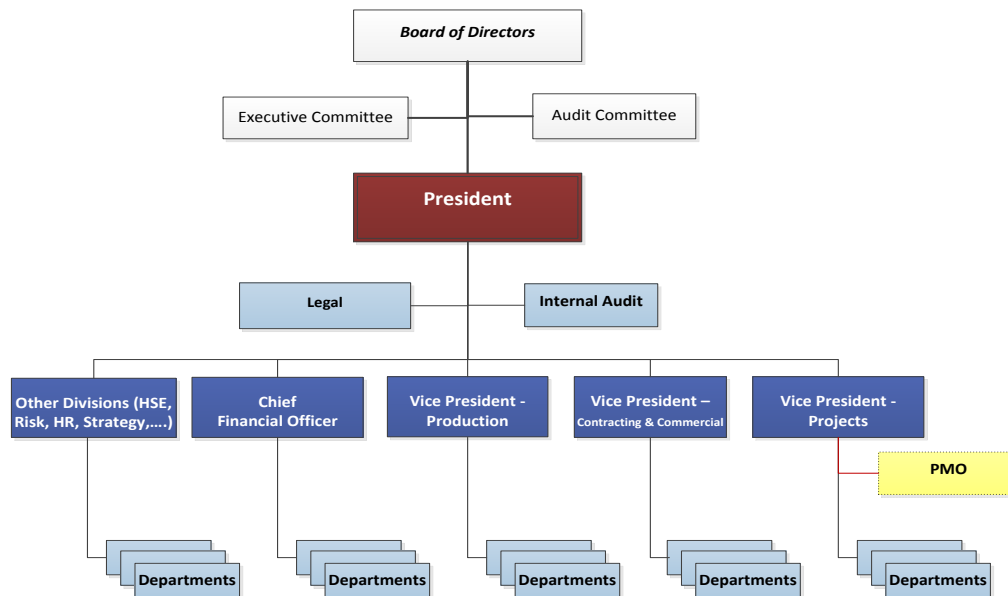 Board of Directors
Executive Committee
Audit Committee
President
Legal
Internal Audit
Other Divisions (HSE,
Risk, HR, Strategy,....)
Chief
Financial Officer
Vice President -
Production
Vice President –
Contracting & Commercial
Vice President -
Projects
PMO
Departments
Departments
Departments
Departments
Departments